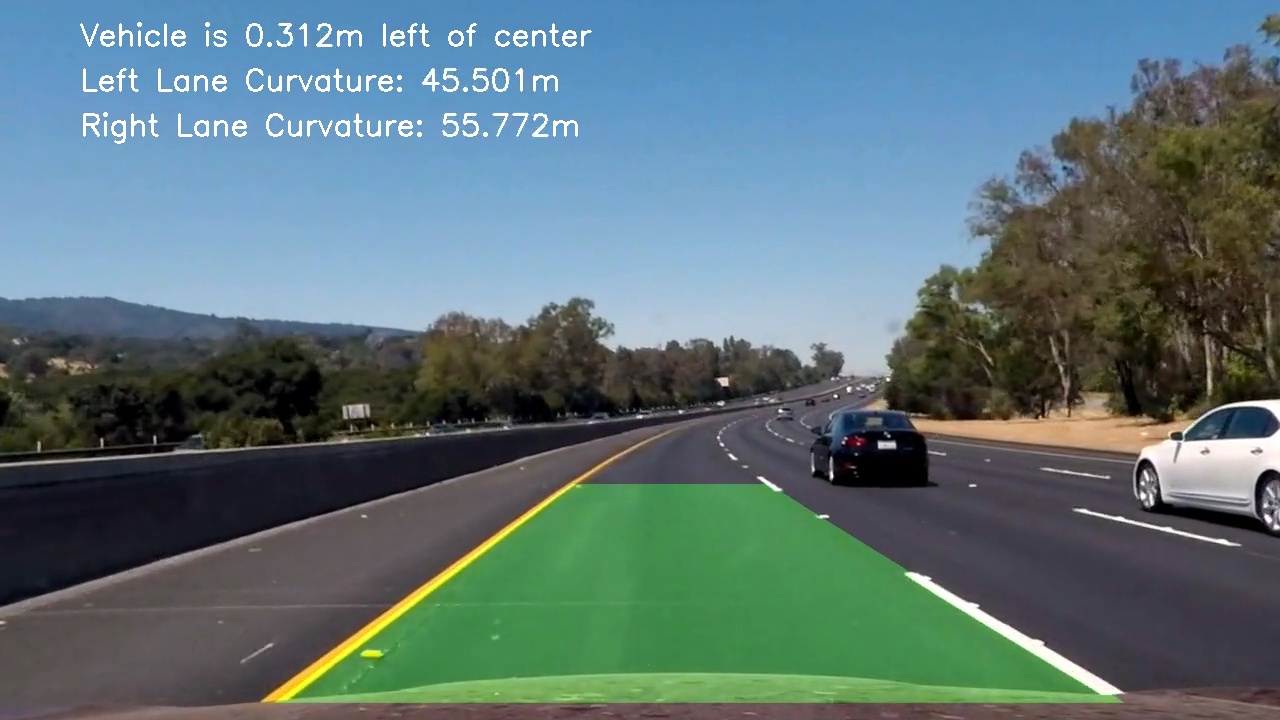 Vehicle is 0.312m left of center
Left Lane Curvature: 45.501m
Right Lane Curvature: 55.772m